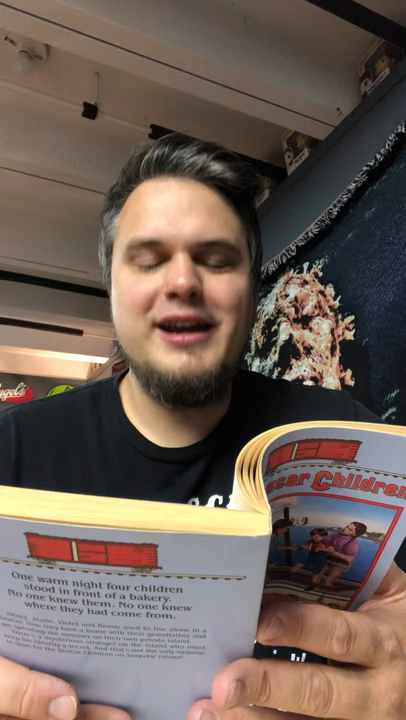 xcar Children
One warm night four children
stood in front of a bakery.
No one knew them. No one knew
where they had come from.
Henry, Jessie, Violet and Benny used to live alone in a
boxcar. Now they have a home with their grandfather and
are spending the summer on their own private island.
There's a mysterious stranger on the island who must
keep his identity a secret. And that's not the only surprise
in store for the Boxcar Children on Surprise Island!